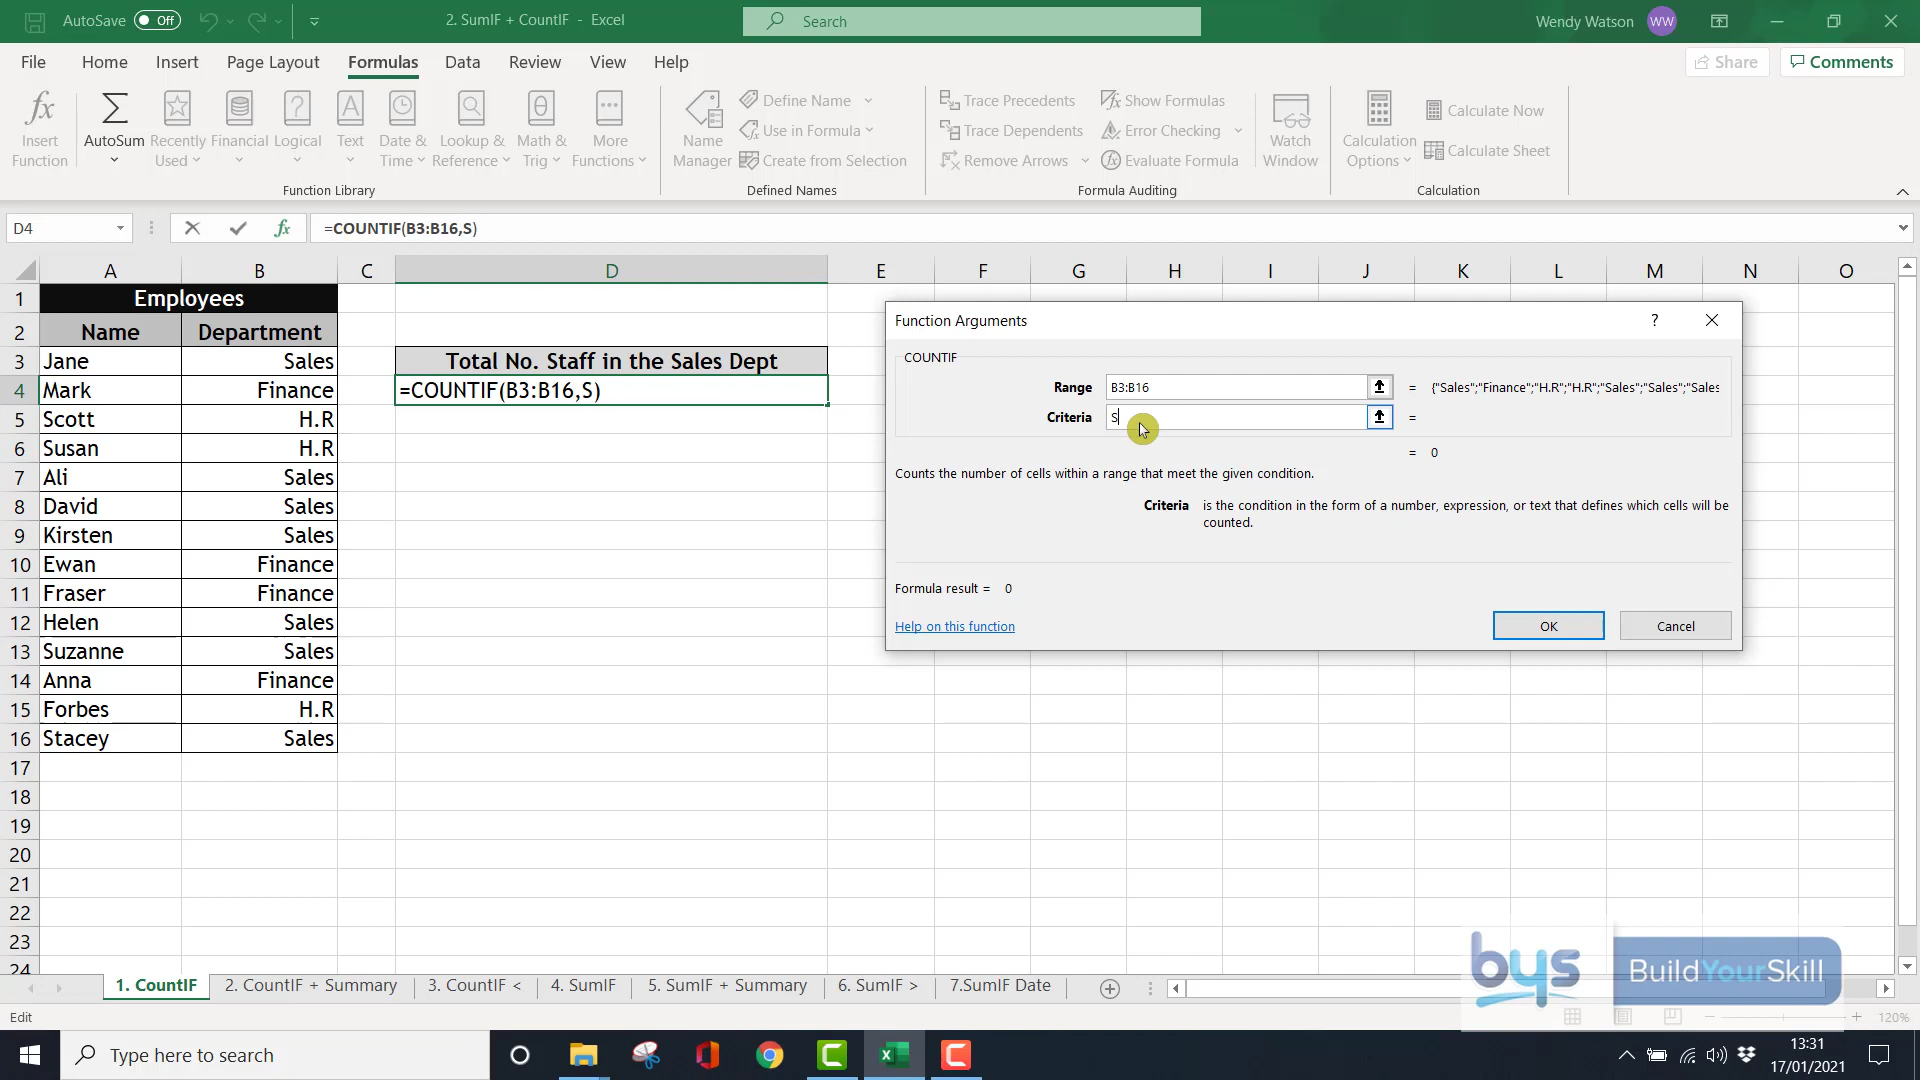 AutoSave Off
2. SumIF + CountIF - Excel
Search
Wendy Watson WW
File Home Insert Page Layout Formulas Data Review View Help
Share Comments
Insert Function
AutoSum
Recently Used
Financial
Logical
Text
Date & Time
Lookup & Reference
Math & Trig
More Functions
Function Library
Name Manager
Define Name
Use in Formula
Create from Selection
Defined Names
Trace Precedents
Trace Dependents
Remove Arrows
Show Formulas
Error Checking
Evaluate Formula
Formula Auditing
Watch Window
Calculation Options
Calculate Now
Calculate Sheet
Calculation
D4 fx =COUNTIF(B3:B16,S)
A B C D E F G H I J K L M N O
1 Employees
2 Name Department
3 Jane Sales Total No. Staff in the Sales Dept
4 Mark Finance =COUNTIF(B3:B16,S)
5 Scott H.R
6 Susan H.R
7 Ali Sales
8 David Sales
9 Kirsten Sales
10 Ewan Finance
11 Fraser Finance
12 Helen Sales
13 Suzanne Sales
14 Anna Finance
15 Forbes H.R
16 Stacey Sales
17
18
19
20
21
22
23
24
Function Arguments ?
COUNTIF
Range B3:B16 = {"Sales";"Finance";"H.R";"H.R";"Sales";"Sales";"Sales
Criteria S =
= 0
Counts the number of cells within a range that meet the given condition.
Criteria is the condition in the form of a number, expression, or text that defines which cells will be
counted.
Formula result = 0
Help on this function
OK Cancel
bys BuildYourSkill
1. CountIF 2. CountIF + Summary 3. CountIF < 4. SumIF 5. SumIF + Summary 6. SumIF > 7.SumIF Date
Edit
120%
Type here to search
13:31
17/01/2021